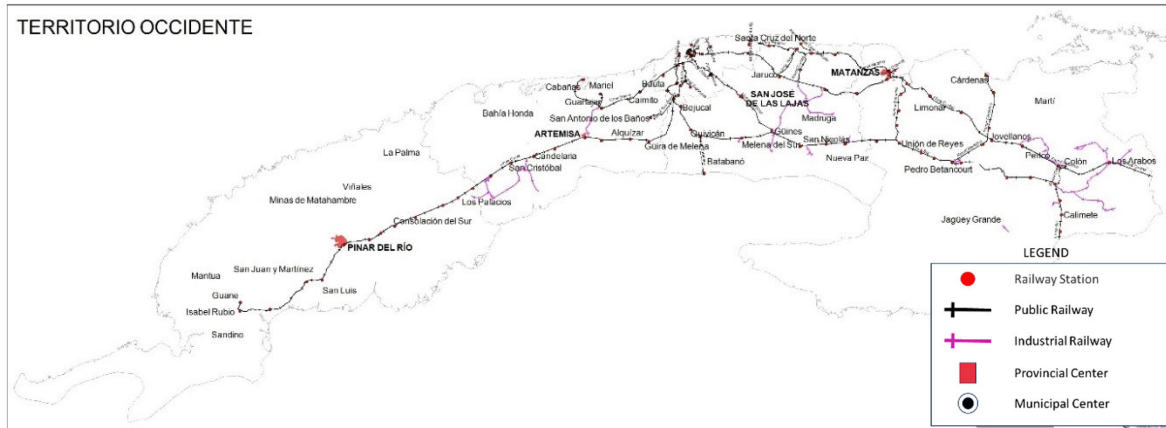 TERRITORIO OCCIDENTE
Santa Cruz del Norte
Cabañas
Mariel
Bauta
Jaruco
MATANZAS
Cárdenas
Guanajay
Caimito
SAN JOSÉ
DE LAS LAJAS
Martí
Bahía Honda
San Antonio de los Baños
Bejucal
Madruga
Limonar
ARTEMISA
Alquízar
Quivicán
Güines
San Nicolás
Jovellanos
La Palma
Candelaria
Güira de Melena
Melena del Sur
Unión de Reyes
Perico
Colón
Los Arabos
San Cristóbal
Batabanó
Nueva Paz
Pedro Betancourt
Viñales
Minas de Matahambre
Los Palacios
Consolación del Sur
Jagüey Grande
Calimete
PINAR DEL RÍO
Mantua
San Juan y Martínez
San Luis
Guane
Isabel Rubio
Sandino
LEGEND
Railway Station
Public Railway
Industrial Railway
Provincial Center
Municipal Center